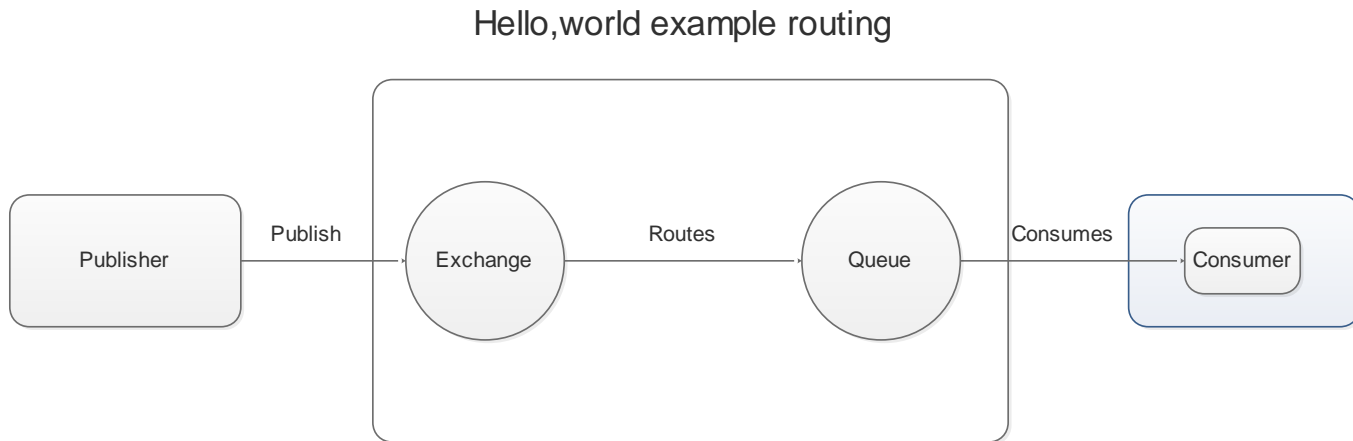 Hello,world example routing
Publisher
Publish
Exchange
Routes
Queue
Consumes
Consumer